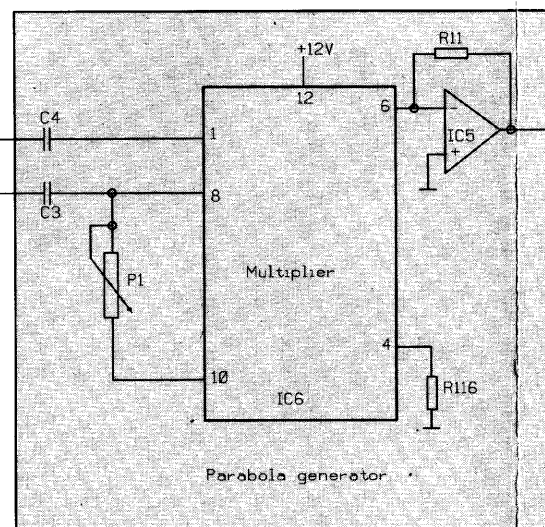 R11
+12V
12
6
IC5
C4
1
C3
8
P1
Multiplier
4
10
IC6
R116
Parabola generator